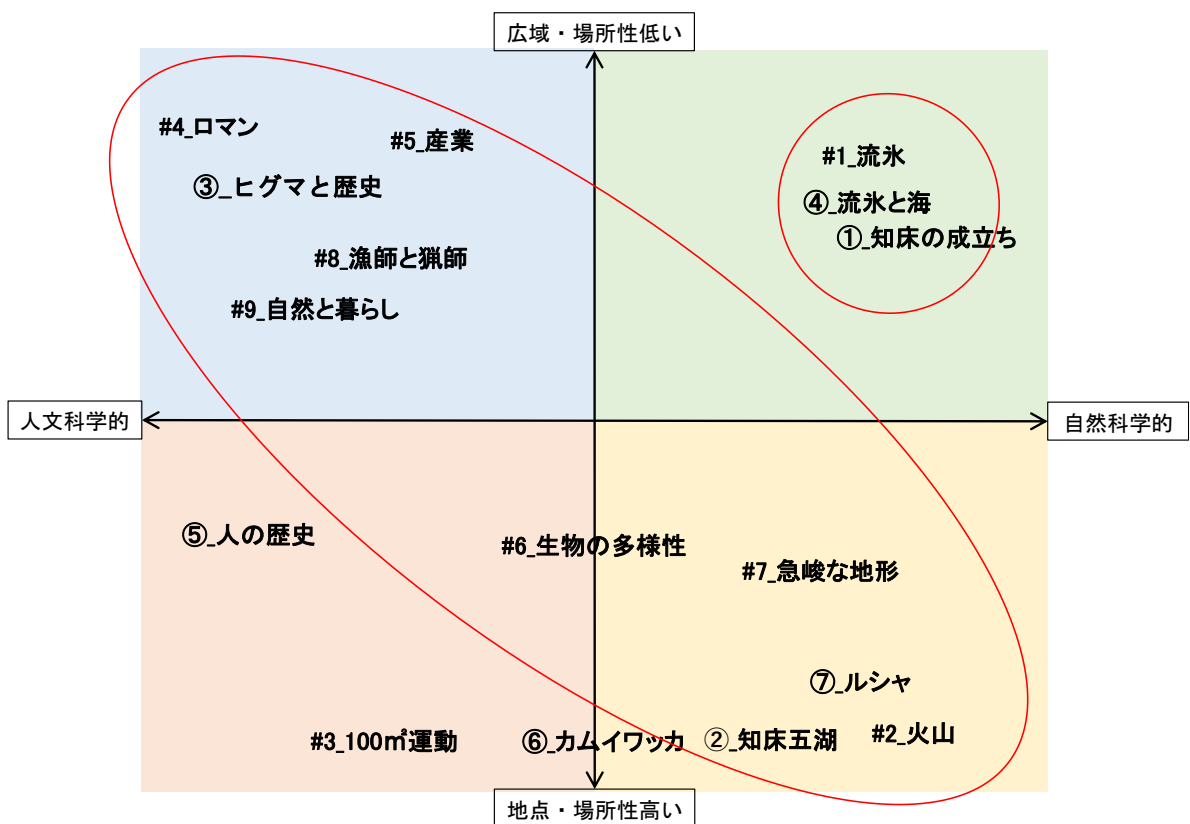 広域・場所性低い
#4_ロマン
#5_産業
#1_流氷
③_ヒグマと歴史
④_流氷と海
①_知床の成立ち
#8_漁師と猟師
#9_自然と暮らし
人文科学的
自然科学的
⑤_人の歴史
#6_生物の多様性
#7_急峻な地形
⑦_ルシャ
#3_100㎡運動
⑥_カムイワッカ
②_知床五湖
#2_火山
地点・場所性高い